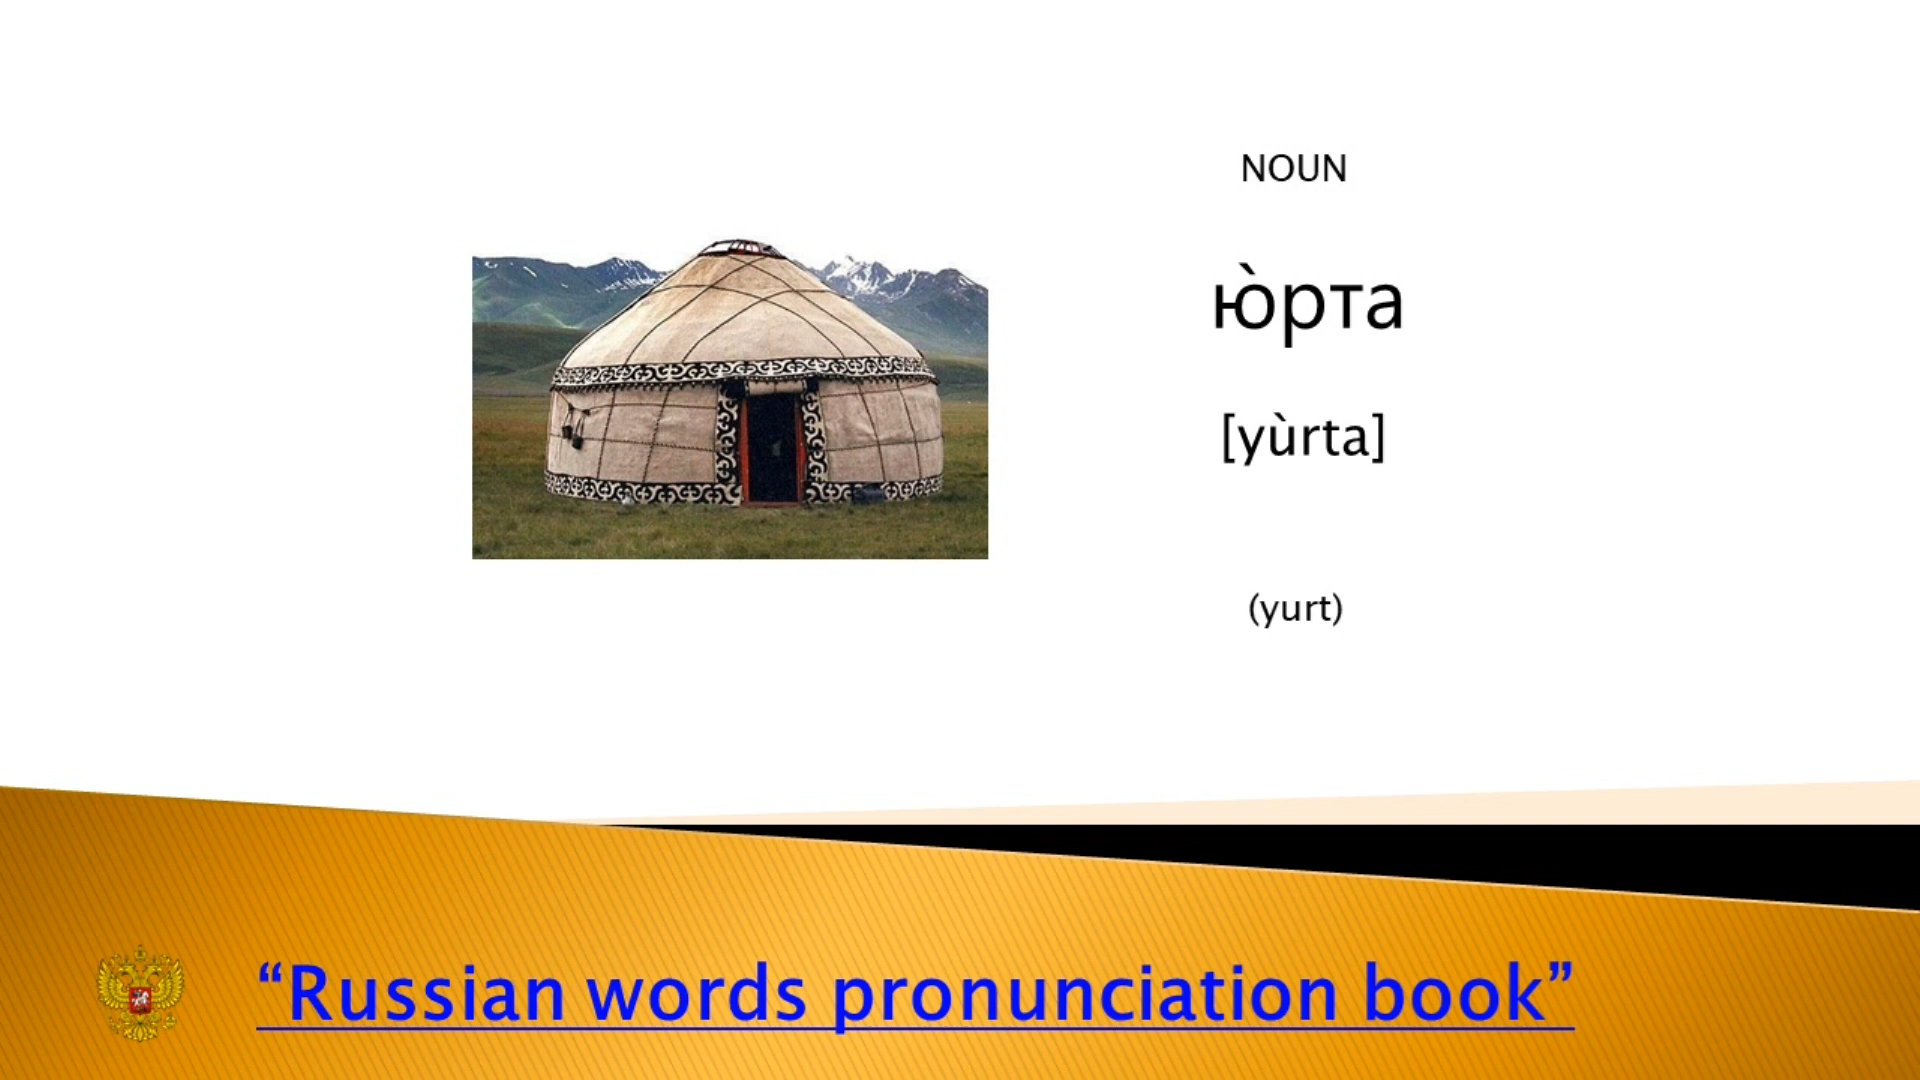 NOUN
ю̀рта
[yùrta]
(yurt)
“Russian words pronunciation book”